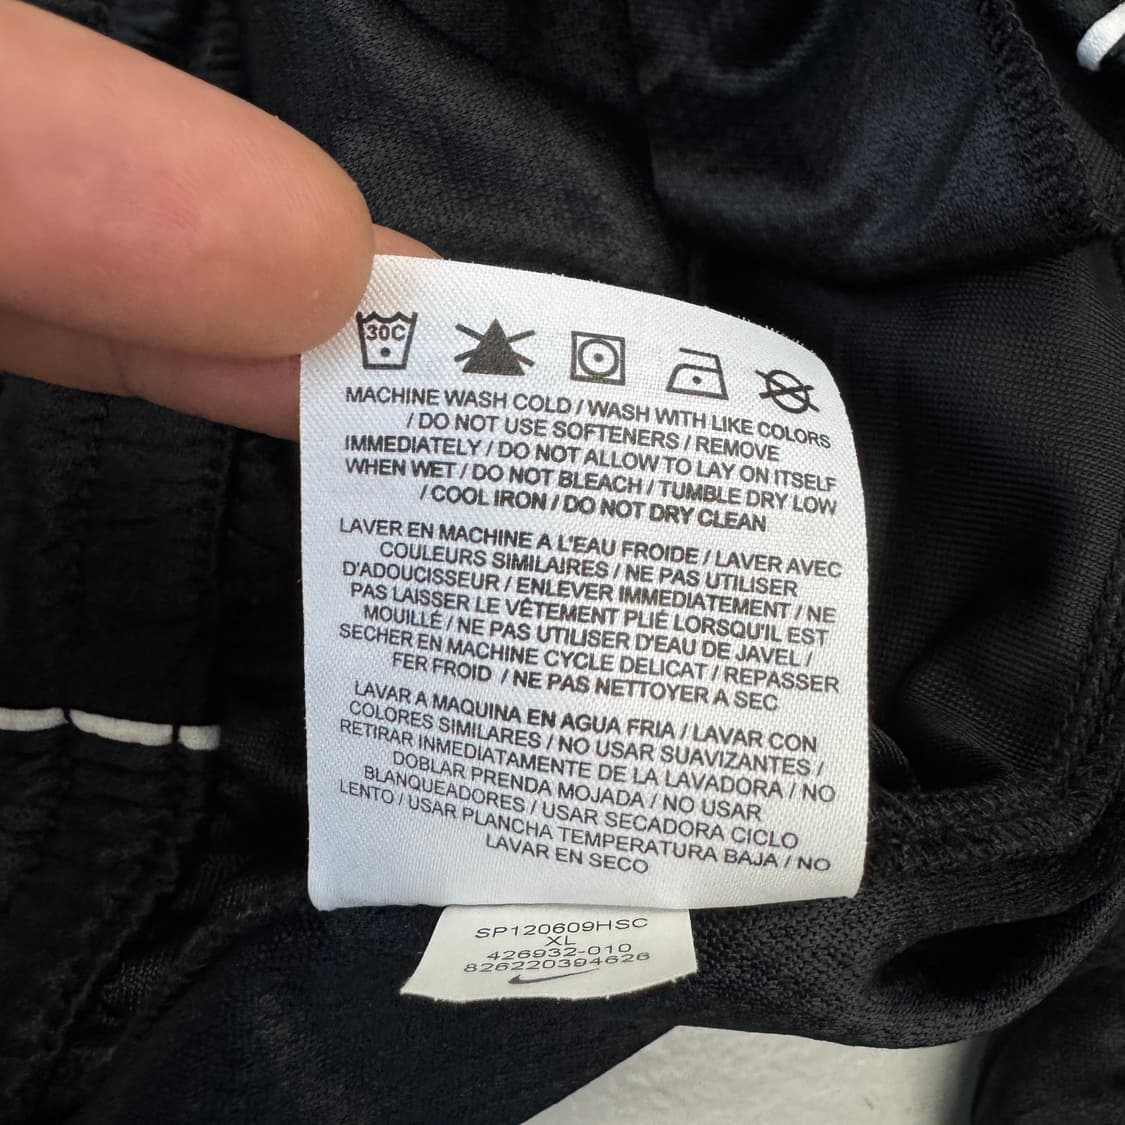 30C
MACHINE WASH COLD / WASH WITH LIKE COLORS
/ DO NOT USE SOFTENERS / REMOVE
IMMEDIATELY / DO NOT ALLOW TO LAY ON ITSELF
WHEN WET / DO NOT BLEACH / TUMBLE DRY LOW
/ COOL IRON / DO NOT DRY CLEAN
LAVER EN MACHINE A L'EAU FROIDE / LAVER AVEC
COULEURS SIMILAIRES / NE PAS UTILISER
D'ADOUCISSEUR / ENLEVER IMMEDIATEMENT / NE
PAS LAISSER LE VÊTEMENT PLIÉ LORSQU'IL EST
MOUILLÉ / NE PAS UTILISER D'EAU DE JAVEL /
SECHER EN MACHINE CYCLE DELICAT / REPASSER
FER FROID / NE PAS NETTOYER A SEC
LAVAR A MAQUINA EN AGUA FRIA / LAVAR CON
COLORES SIMILARES / NO USAR SUAVIZANTES /
RETIRAR INMEDIATAMENTE DE LA LAVADORA / NO
DOBLAR PRENDA MOJADA / NO USAR
BLANQUEADORES / USAR SECADORA CICLO
LENTO / USAR PLANCHA TEMPERATURA BAJA / NO
LAVAR EN SECO
SP120609HSC
XL
426932-010
826220394626